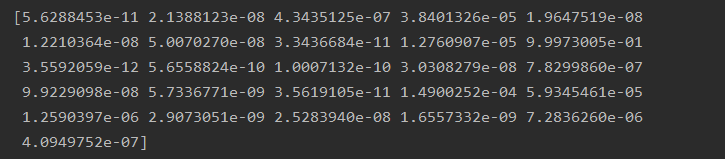 [5.6288453e-11 2.1388123e-08 4.3435125e-07 3.8401326e-05 1.9647519e-08
1.2210364e-08 5.0070270e-08 3.3436684e-11 1.2760907e-05 9.9973005e-01
3.5592059e-12 5.6558824e-10 1.0007132e-10 3.0308279e-08 7.8299860e-07
9.9229098e-08 5.7336771e-09 3.5619105e-11 1.4900252e-04 5.9345461e-05
1.2590397e-06 2.9073051e-09 2.5283940e-08 1.6557332e-09 7.2836260e-06
4.0949752e-07]